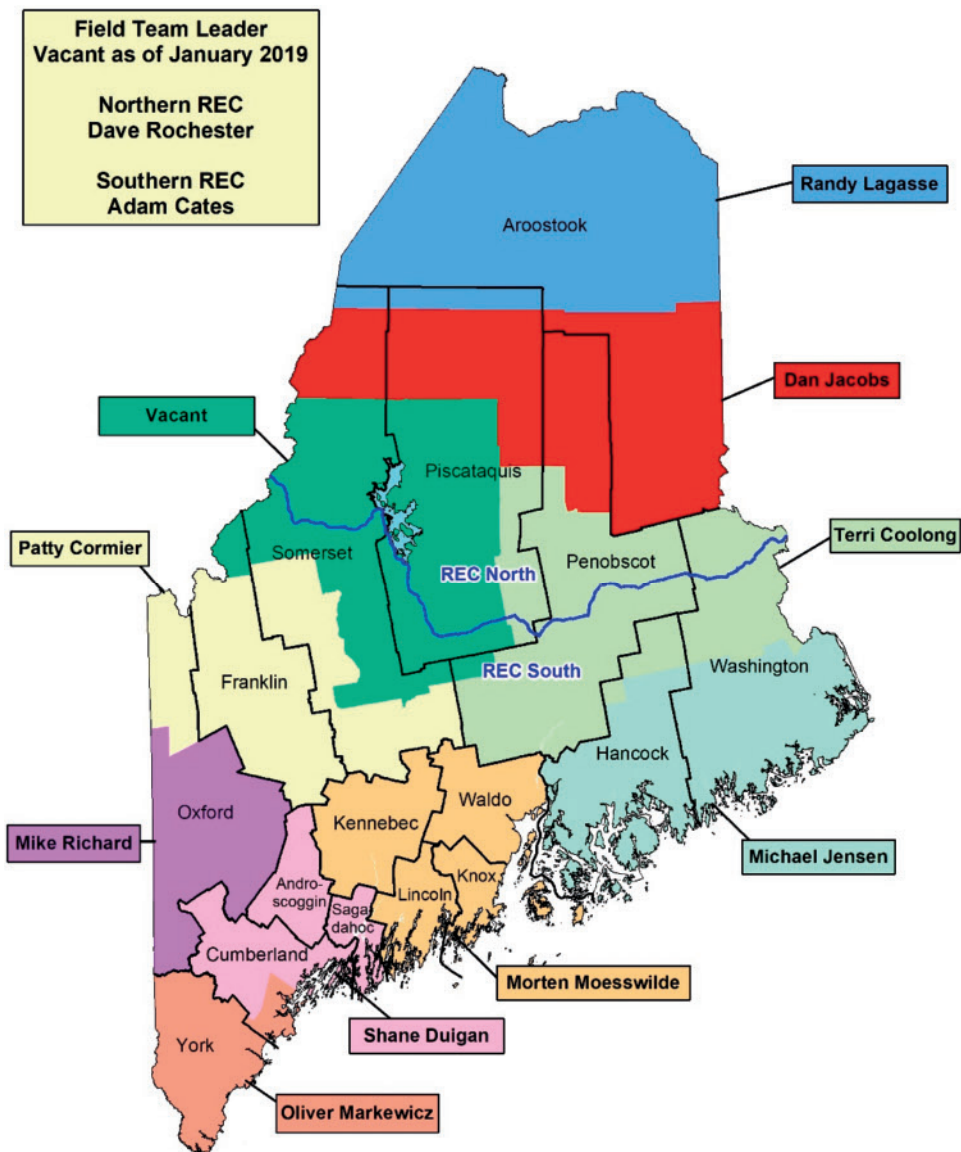 Field Team Leader
Vacant as of January 2019
Northern REC
Dave Rochester
Southern REC
Adam Cates
Randy Lagasse
Aroostook
Dan Jacobs
Vacant
Piscataquis
Terri Coolong
Patty Cormier
Somerset
Penobscot
REC North
REC South
Washington
Franklin
Hancock
Oxford
Waldo
Kennebec
Mike Richard
Michael Jensen
Andro-
scoggin
Lincoln
Knox
Saga-
dahoc
Cumberland
Morten Moesswilde
Shane Duigan
York
Oliver Markewicz